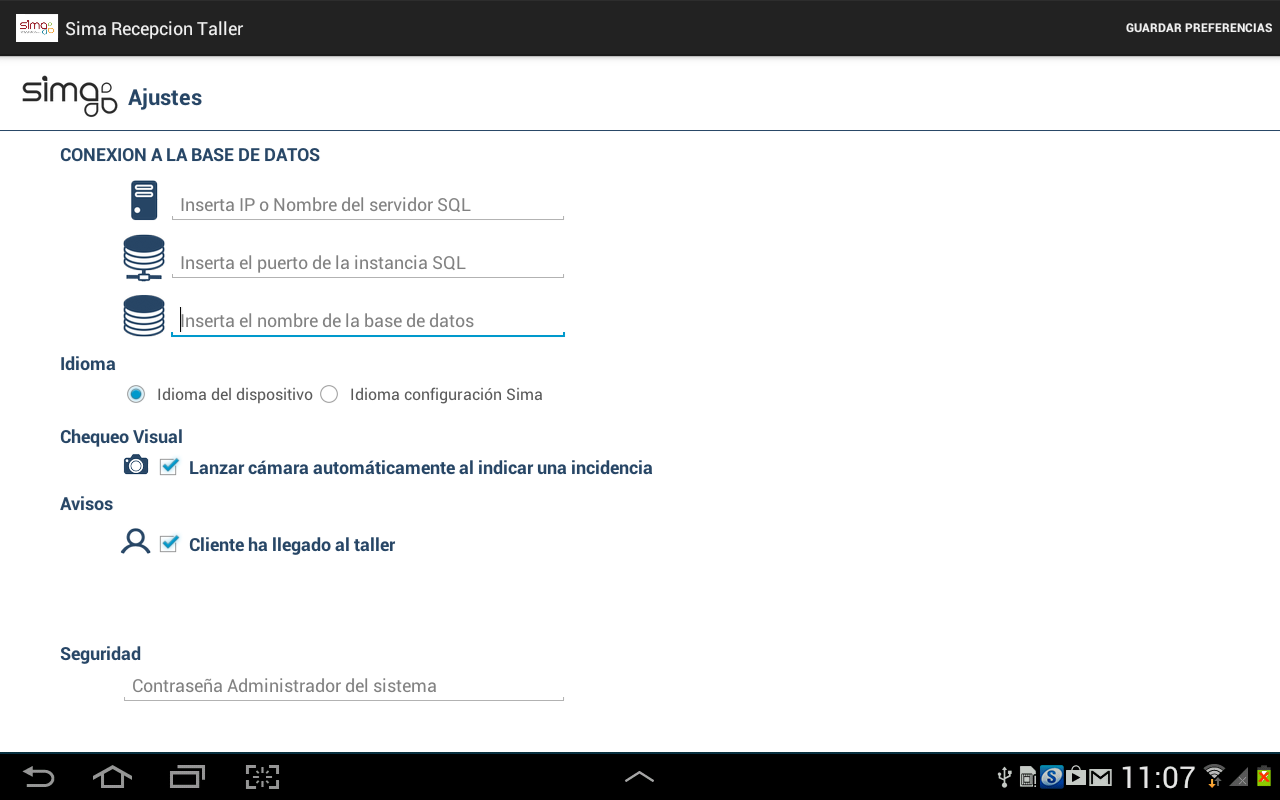 sima Sima Recepcion Taller GUARDAR PREFERENCIAS
sima Ajustes
CONEXION A LA BASE DE DATOS
Inserta IP o Nombre del servidor SQL
Inserta el puerto de la instancia SQL
Inserta el nombre de la base de datos
Idioma
Idioma del dispositivo Idioma configuración Sima
Chequeo Visual
Lanzar cámara automáticamente al indicar una incidencia
Avisos
Cliente ha llegado al taller
Seguridad
Contraseña Administrador del sistema
11:07